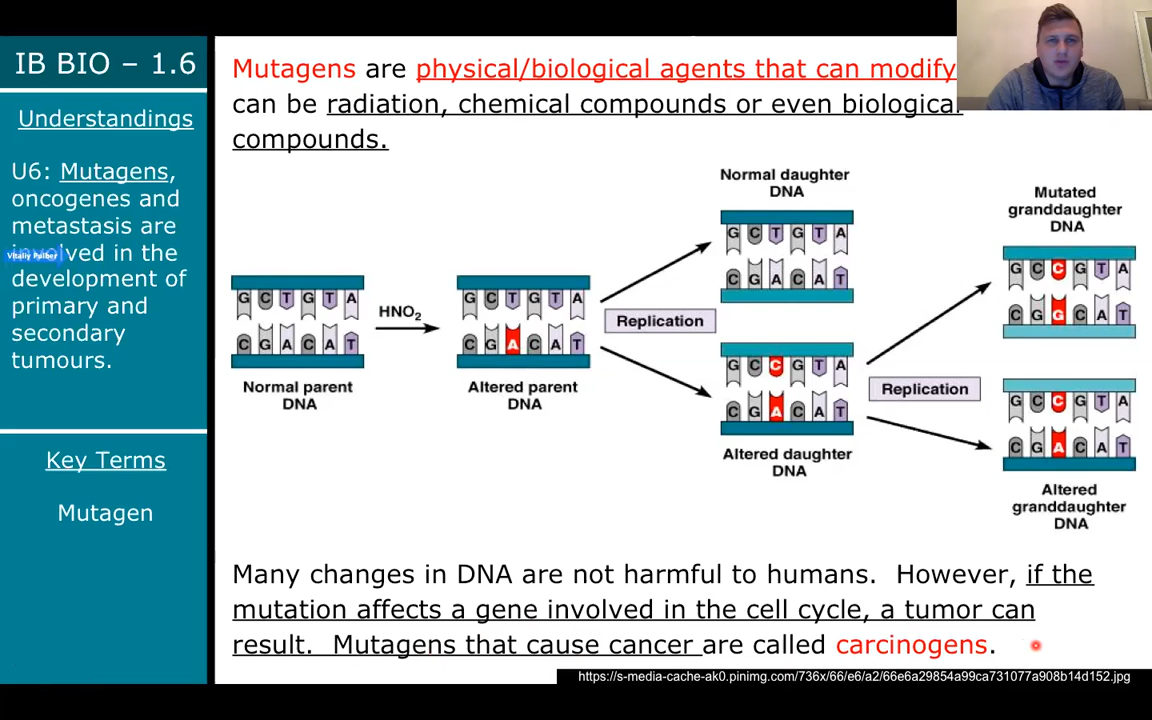 IB BIO – 1.6
Understandings
U6: Mutagens,
oncogenes and
metastasis are
involved in the
development of
primary and
secondary
tumours.
Vitaliy Pulber
Key Terms
Mutagen
Mutagens are physical/biological agents that can modify
can be radiation, chemical compounds or even biological
compounds.
Normal parent
DNA
G C T G T A
C G A C A T
HNO2
Altered parent
DNA
G C T G T A
C G A C A T
Replication
Normal daughter
DNA
G C T G T A
C G A C A T
G C C G T A
C G A C A T
Altered daughter
DNA
Replication
Mutated
granddaughter
DNA
G C C G T A
C G G C A T
G C C G T A
C G A C A T
Altered
granddaughter
DNA
Many changes in DNA are not harmful to humans. However, if the
mutation affects a gene involved in the cell cycle, a tumor can
result. Mutagens that cause cancer are called carcinogens.
https://s-media-cache-ak0.pinimg.com/736x/66/e6/a2/66e6a29854a99ca731077a908b14d152.jpg